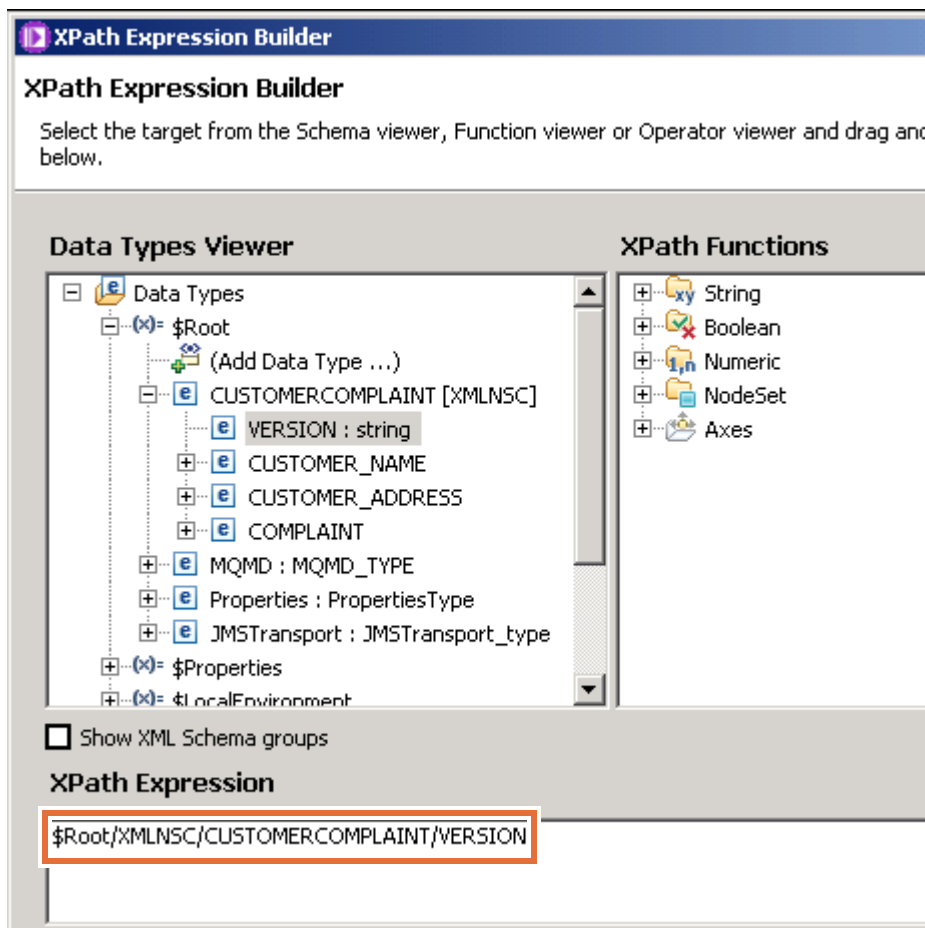 XPath Expression Builder
XPath Expression Builder
Select the target from the Schema viewer, Function viewer or Operator viewer and drag and
below.
Data Types Viewer
Data Types
(x)= $Root
(Add Data Type ...)
e CUSTOMERCOMPLAINT [XMLNSC]
e VERSION : string
e CUSTOMER_NAME
e CUSTOMER_ADDRESS
e COMPLAINT
e MQMD : MQMD_TYPE
e Properties : PropertiesType
e JMSTransport : JMSTransport_type
(x)= $Properties
(x)= $LocalEnvironment
XPath Functions
xy String
Boolean
1,n Numeric
NodeSet
Axes
Show XML Schema groups
XPath Expression
$Root/XMLNSC/CUSTOMERCOMPLAINT/VERSION